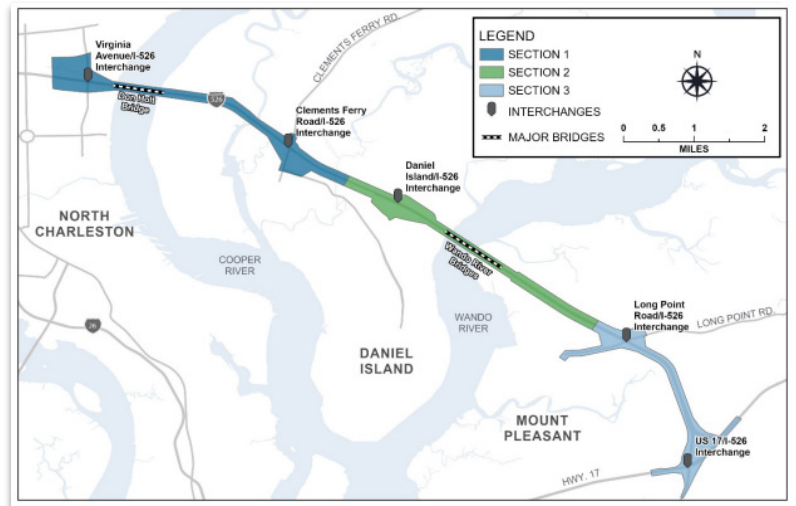 Virginia
Avenue/I-526
Interchange
Don Holt
Bridge
526
CLEMENTS FERRY RD.
Clements Ferry
Road/I-526
Interchange
Daniel
Island/I-526
Interchange
LEGEND
SECTION 1
SECTION 2
SECTION 3
INTERCHANGES
MAJOR BRIDGES
N
0 0.5 1 2
MILES
NORTH
CHARLESTON
COOPER
RIVER
26
Wando River
Bridges
WANDO
RIVER
DANIEL
ISLAND
Long Point
Road/I-526
Interchange
LONG POINT RD.
MOUNT
PLEASANT
US 17/I-526
Interchange
HWY. 17